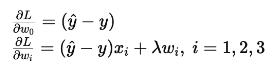 ∂L/∂w₀ = (ŷ − y)
∂L/∂wᵢ = (ŷ − y)xᵢ + λwᵢ, i = 1, 2, 3